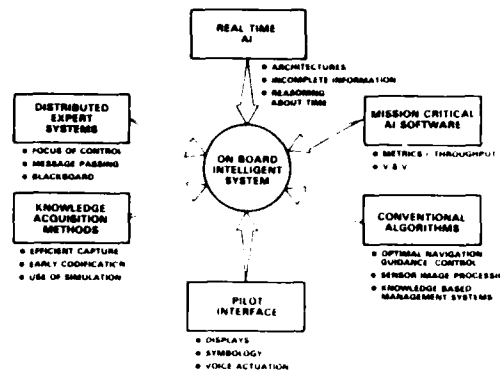 REAL TIME
AI
● ARCHITECTURES
● INCOMPLETE INFORMATION
● REASONING
ABOUT TIME
DISTRIBUTED
EXPERT
SYSTEMS
● FOCUS OF CONTROL
● MESSAGE PASSING
● BLACKBOARD
MISSION CRITICAL
AI SOFTWARE
● METRICS - THROUGHPUT
● V & V
ON BOARD
INTELLIGENT
SYSTEM
KNOWLEDGE
ACQUISITION
METHODS
● EFFICIENT CAPTURE
● EARLY CODIFICATION
● USE OF SIMULATION
CONVENTIONAL
ALGORITHMS
● OPTIMAL NAVIGATION
GUIDANCE CONTROL
● SENSOR IMAGE PROCESSI
● KNOWLEDGE BASED
MANAGEMENT SYSTEMS
PILOT
INTERFACE
● DISPLAYS
● SYMBOLOGY
● VOICE ACTUATION